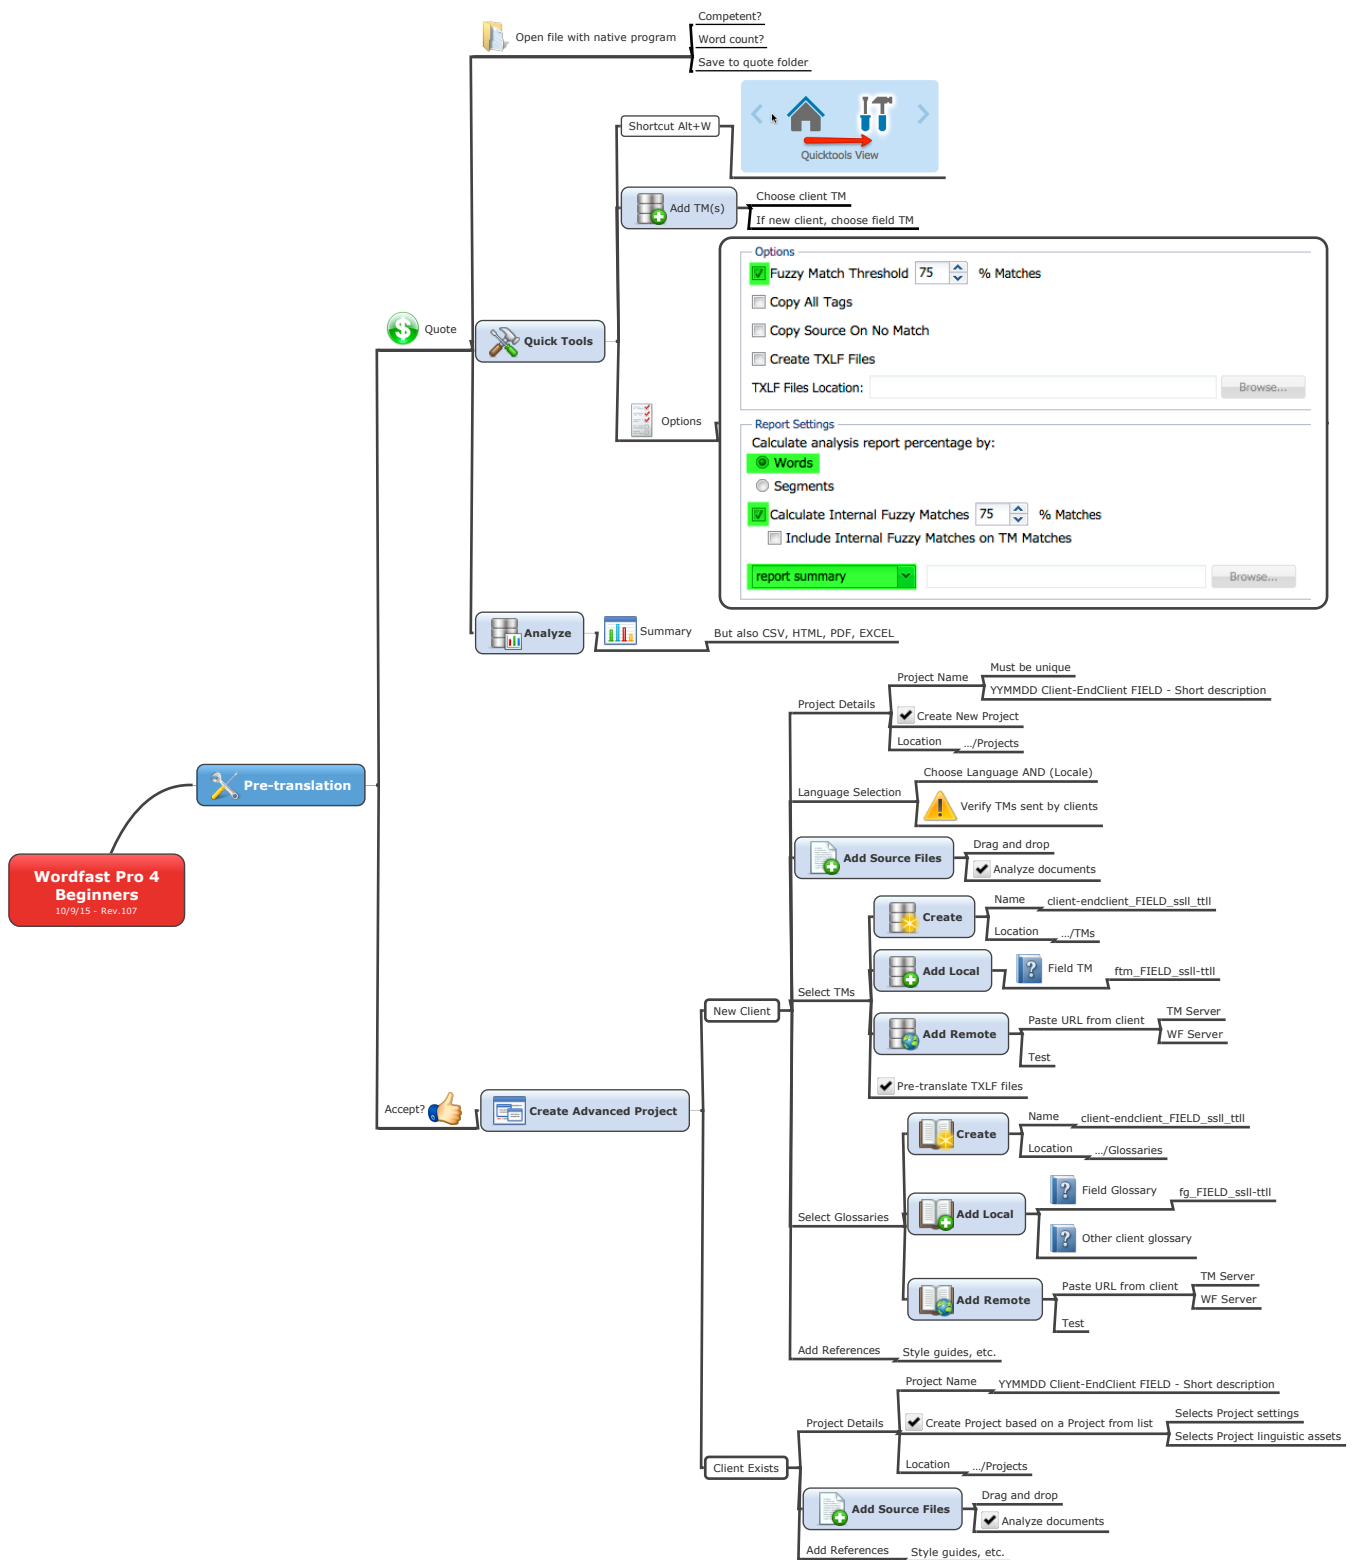 Competent?
Open file with native program
Word count?
Save to quote folder
Shortcut Alt+W
Quicktools View
Add TM(s)
Choose client TM
If new client, choose field TM
Options
Fuzzy Match Threshold 75 % Matches
Copy All Tags
Copy Source On No Match
Create TXLF Files
TXLF Files Location: Browse...
Quote
Quick Tools
Options
Report Settings
Calculate analysis report percentage by:
Words
Segments
Calculate Internal Fuzzy Matches 75 % Matches
Include Internal Fuzzy Matches on TM Matches
report summary Browse...
Analyze
Summary
But also CSV, HTML, PDF, EXCEL
Pre-translation
Wordfast Pro 4
Beginners
10/9/15 - Rev.107
Accept?
Create Advanced Project
New Client
Project Details
Project Name
Must be unique
YYMMDD Client-EndClient FIELD - Short description
Create New Project
Location
.../Projects
Language Selection
Choose Language AND (Locale)
Verify TMs sent by clients
Add Source Files
Drag and drop
Analyze documents
Select TMs
Create
Name
client-endclient_FIELD_ssll_ttll
Location
.../TMs
Add Local
Field TM
ftm_FIELD_ssll-ttll
Add Remote
Paste URL from client
TM Server
WF Server
Test
Pre-translate TXLF files
Select Glossaries
Create
Name
client-endclient_FIELD_ssll_ttll
Location
.../Glossaries
Add Local
Field Glossary
fg_FIELD_ssll-ttll
Other client glossary
Add Remote
Paste URL from client
TM Server
WF Server
Test
Add References
Style guides, etc.
Client Exists
Project Details
Project Name
YYMMDD Client-EndClient FIELD - Short description
Create Project based on a Project from list
Selects Project settings
Selects Project linguistic assets
Location
.../Projects
Add Source Files
Drag and drop
Analyze documents
Add References
Style guides, etc.